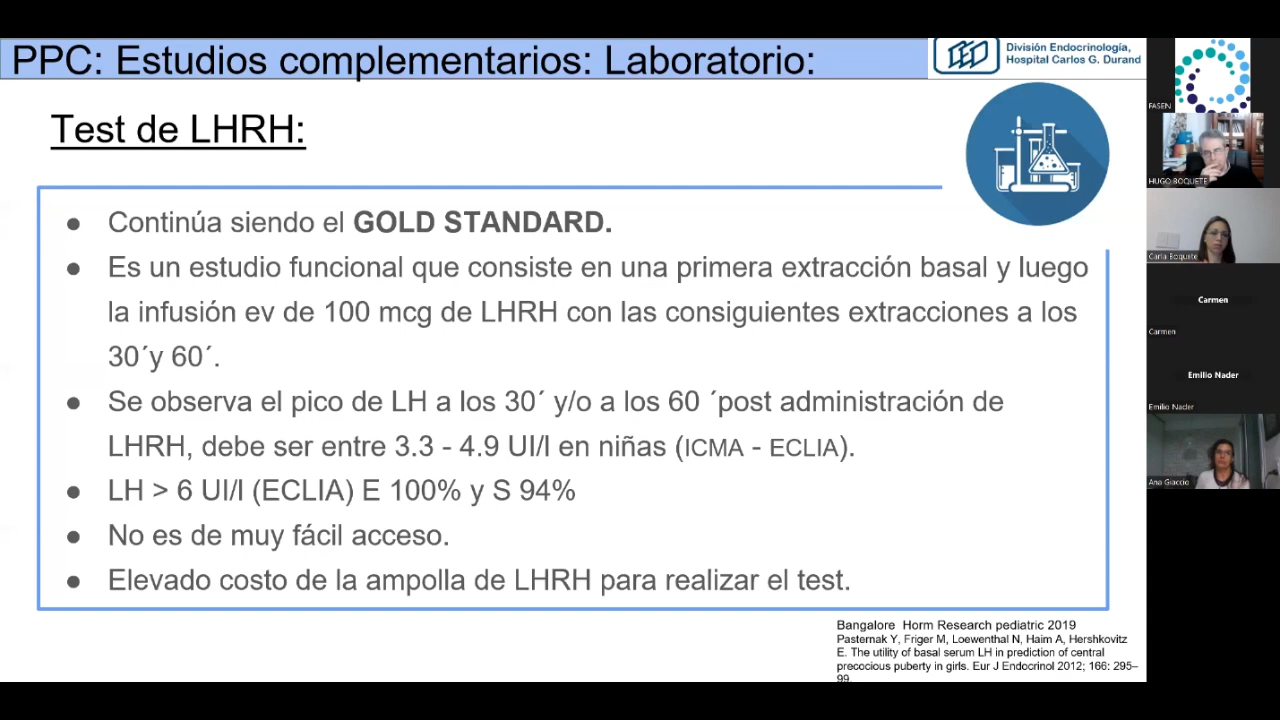 PPC: Estudios complementarios: Laboratorio:
División Endocrinología,
Hospital Carlos G. Durand
Test de LHRH:
● Continúa siendo el GOLD STANDARD.
● Es un estudio funcional que consiste en una primera extracción basal y luego
la infusión ev de 100 mcg de LHRH con las consiguientes extracciones a los
30´y 60´.
● Se observa el pico de LH a los 30´ y/o a los 60 ´post administración de
LHRH, debe ser entre 3.3 - 4.9 UI/l en niñas (ICMA - ECLIA).
● LH > 6 UI/l (ECLIA) E 100% y S 94%
● No es de muy fácil acceso.
● Elevado costo de la ampolla de LHRH para realizar el test.
Bangalore Horm Research pediatric 2019
Pasternak Y, Friger M, Loewenthal N, Haim A, Hershkovitz
E. The utility of basal serum LH in prediction of central
precocious puberty in girls. Eur J Endocrinol 2012; 166: 295–
99.
FASEN
HUGO BOQUETE
Carla Boquete
Carmen
Carmen
Emilio Nader
Emilio Nader
Ana Giaccio